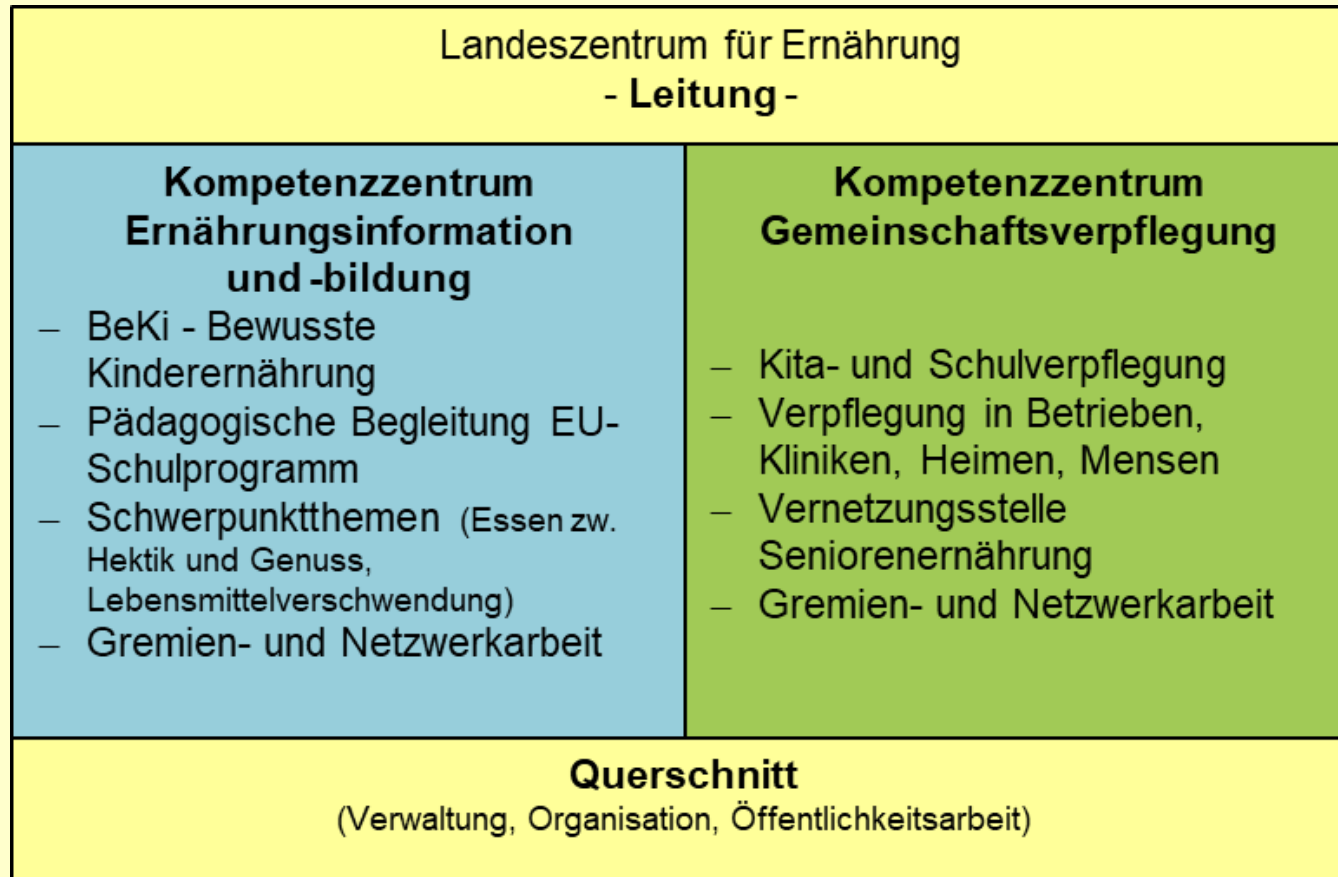 Landeszentrum für Ernährung
- Leitung -
Kompetenzzentrum
Ernährungsinformation
und -bildung
– BeKi - Bewusste
Kinderernährung
– Pädagogische Begleitung EU-
Schulprogramm
– Schwerpunktthemen (Essen zw.
Hektik und Genuss,
Lebensmittelverschwendung)
– Gremien- und Netzwerkarbeit
Kompetenzzentrum
Gemeinschaftsverpflegung
– Kita- und Schulverpflegung
– Verpflegung in Betrieben,
Kliniken, Heimen, Mensen
– Vernetzungsstelle
Seniorenernährung
– Gremien- und Netzwerkarbeit
Querschnitt
(Verwaltung, Organisation, Öffentlichkeitsarbeit)